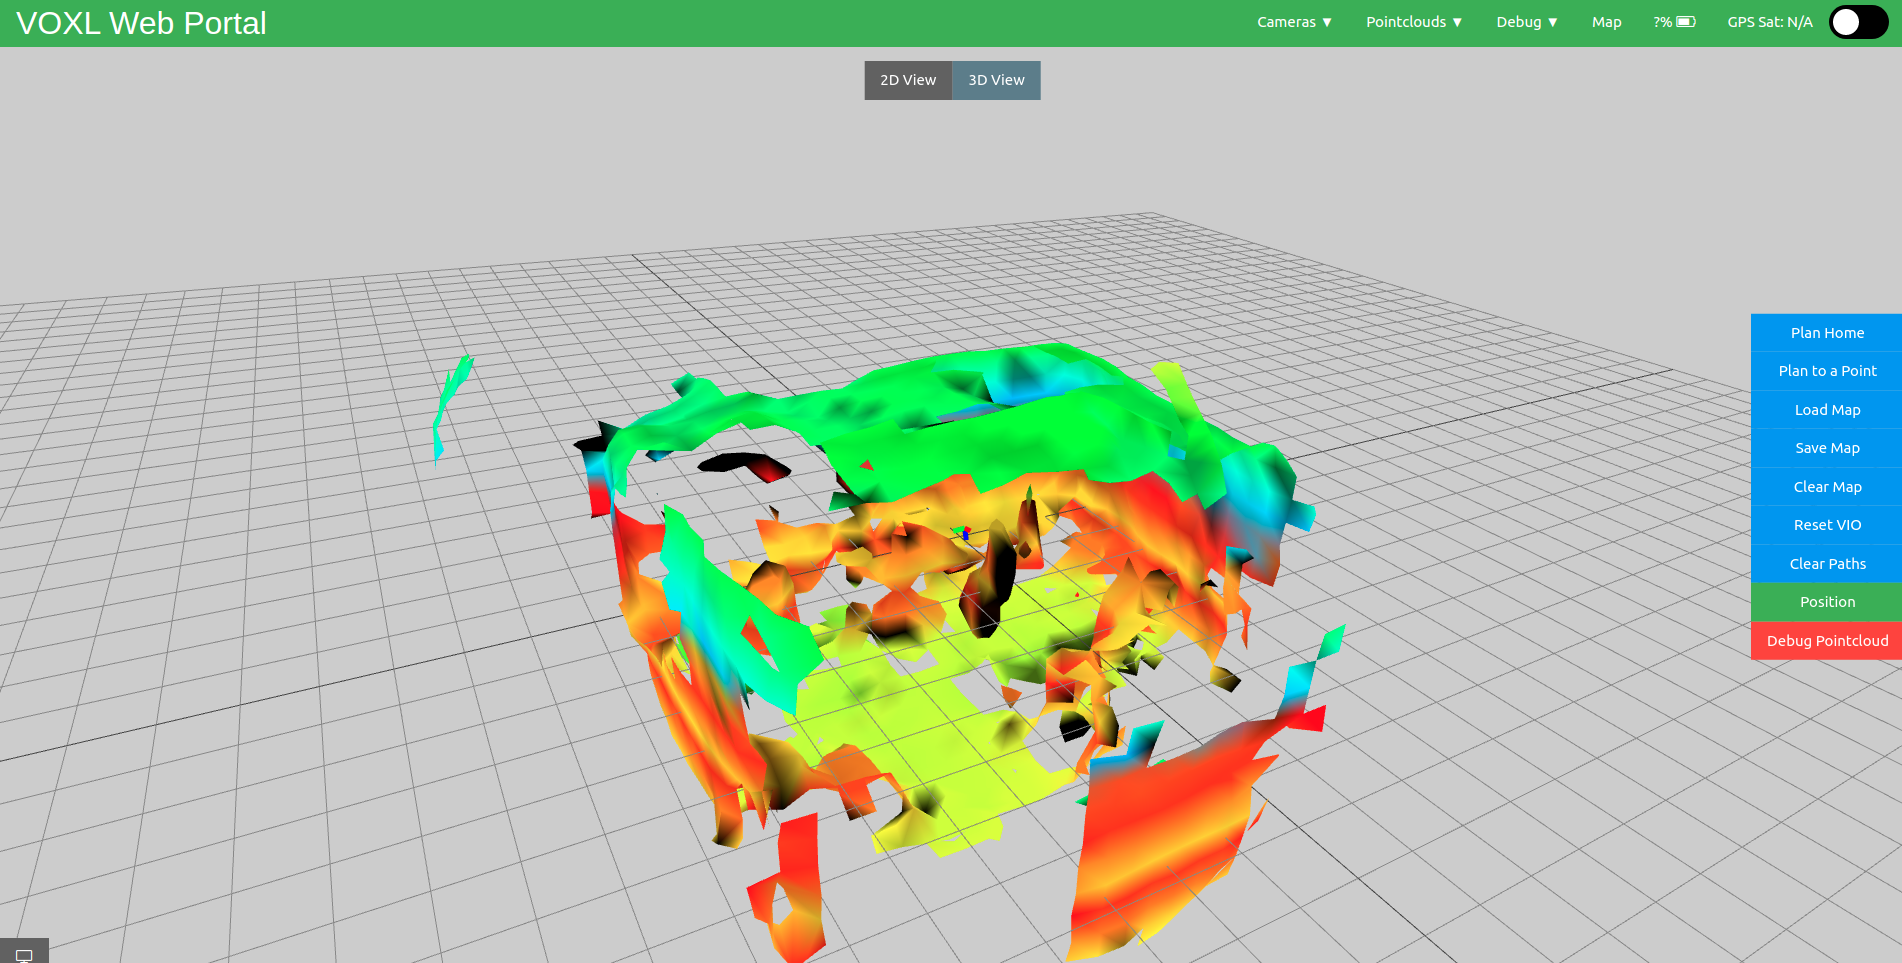 VOXL Web Portal
Cameras ▼
Pointclouds ▼
Debug ▼
Map
?%
GPS Sat: N/A
2D View
3D View
Plan Home
Plan to a Point
Load Map
Save Map
Clear Map
Reset VIO
Clear Paths
Position
Debug Pointcloud